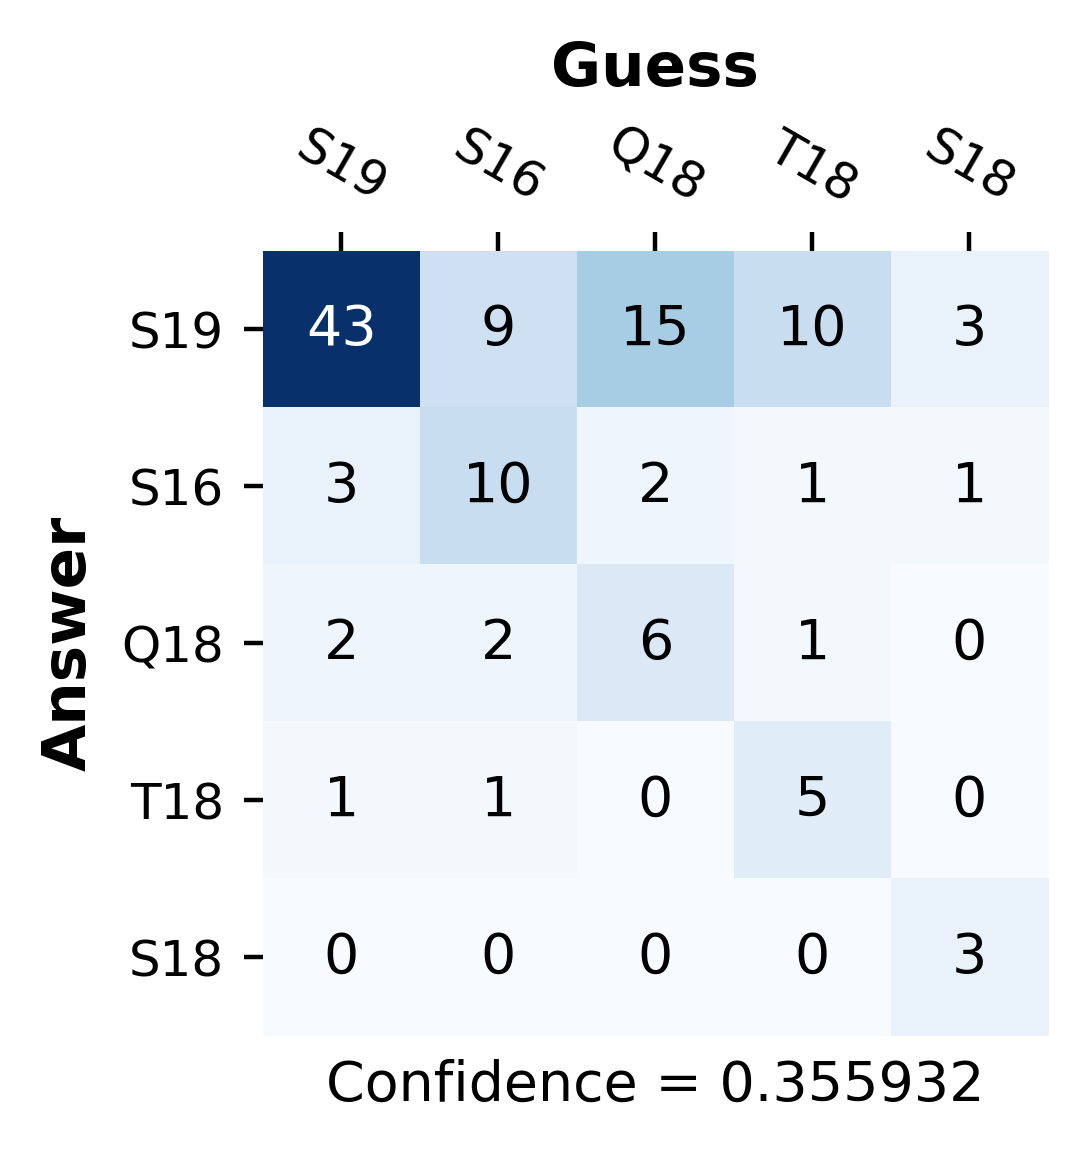 Guess
S19 S16 Q18 T18 S18
S19 43 9 15 10 3
S16 3 10 2 1 1
Q18 2 2 6 1 0
T18 1 1 0 5 0
S18 0 0 0 0 3
Answer
Confidence = 0.355932